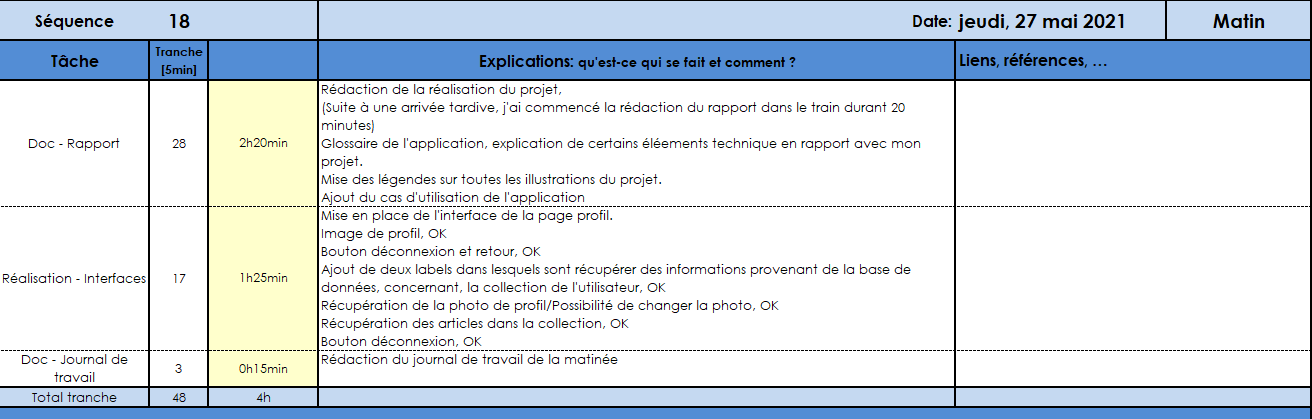 Séquence 18 Date: jeudi, 27 mai 2021 Matin
Tâche Tranche [5min] Explications: qu'est-ce qui se fait et comment ? Liens, références, …
Doc - Rapport 28 2h20min
Rédaction de la réalisation du projet,
(Suite à une arrivée tardive, j'ai commencé la rédaction du rapport dans le train durant 20
minutes)
Glossaire de l'application, explication de certains éléements technique en rapport avec mon
projet.
Mise des légendes sur toutes les illustrations du projet.
Ajout du cas d'utilisation de l'application
Réalisation - Interfaces 17 1h25min
Mise en place de l'interface de la page profil.
Image de profil, OK
Bouton déconnexion et retour, OK
Ajout de deux labels dans lesquels sont récupérer des informations provenant de la base de
données, concernant, la collection de l'utilisateur, OK
Récupération de la photo de profil/Possibilité de changer la photo, OK
Récupération des articles dans la collection, OK
Bouton déconnexion, OK
Doc - Journal de
travail 3 0h15min
Rédaction du journal de travail de la matinée
Total tranche 48 4h